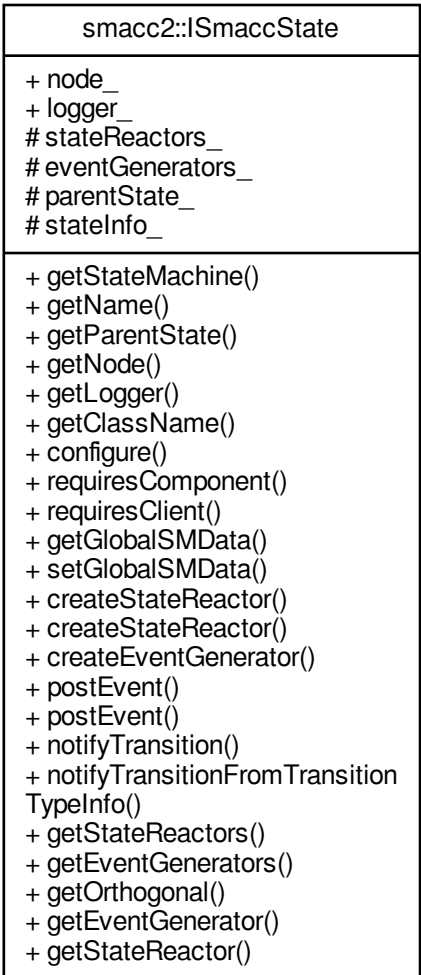 smacc2::ISmaccState
+ node_
+ logger_
# stateReactors_
# eventGenerators_
# parentState_
# stateInfo_
+ getStateMachine()
+ getName()
+ getParentState()
+ getNode()
+ getLogger()
+ getClassName()
+ configure()
+ requiresComponent()
+ requiresClient()
+ getGlobalSMData()
+ setGlobalSMData()
+ createStateReactor()
+ createStateReactor()
+ createEventGenerator()
+ postEvent()
+ postEvent()
+ notifyTransition()
+ notifyTransitionFromTransition
TypeInfo()
+ getStateReactors()
+ getEventGenerators()
+ getOrthogonal()
+ getEventGenerator()
+ getStateReactor()